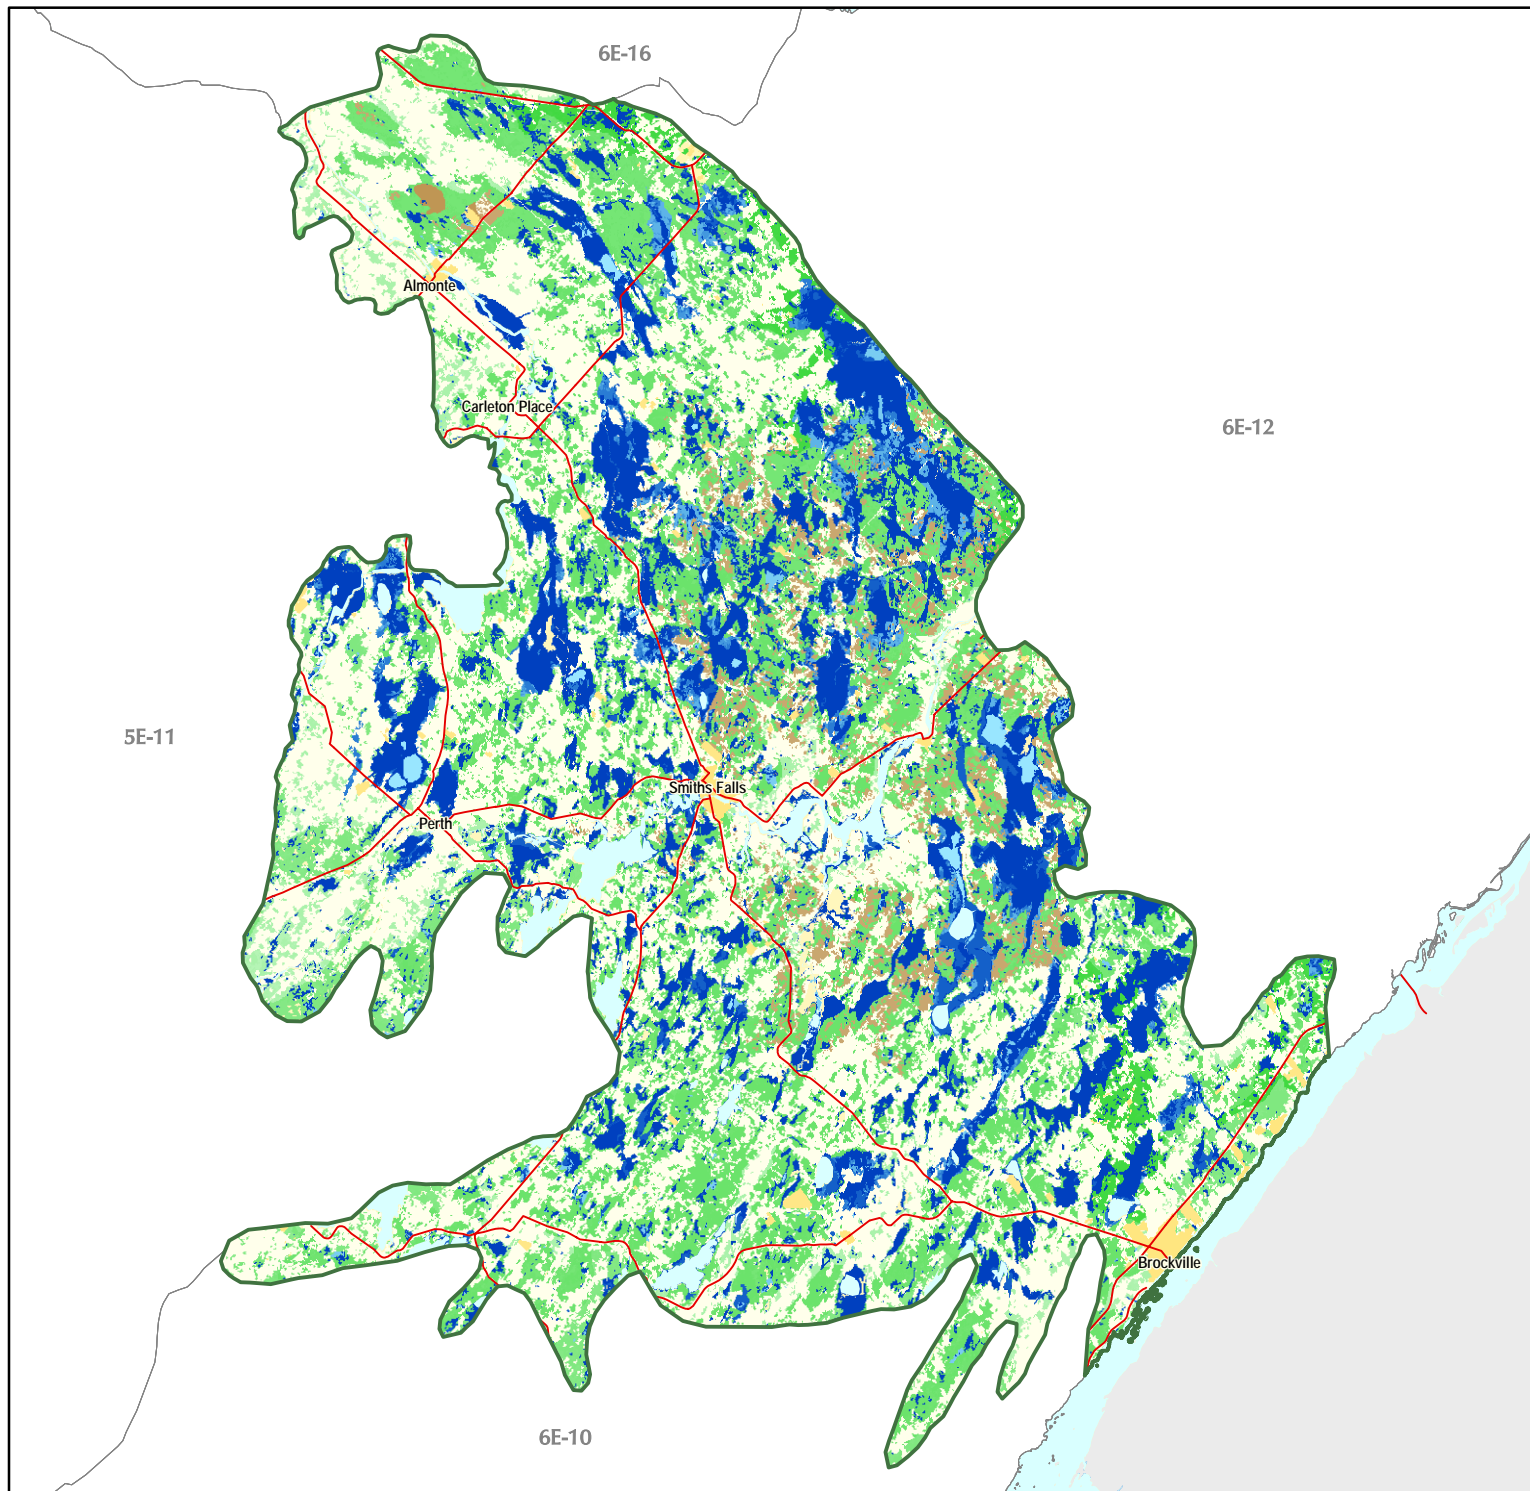 6E-16
Almonte
Carleton Place
6E-12
5E-11
Smiths Falls
Perth
Brockville
6E-10